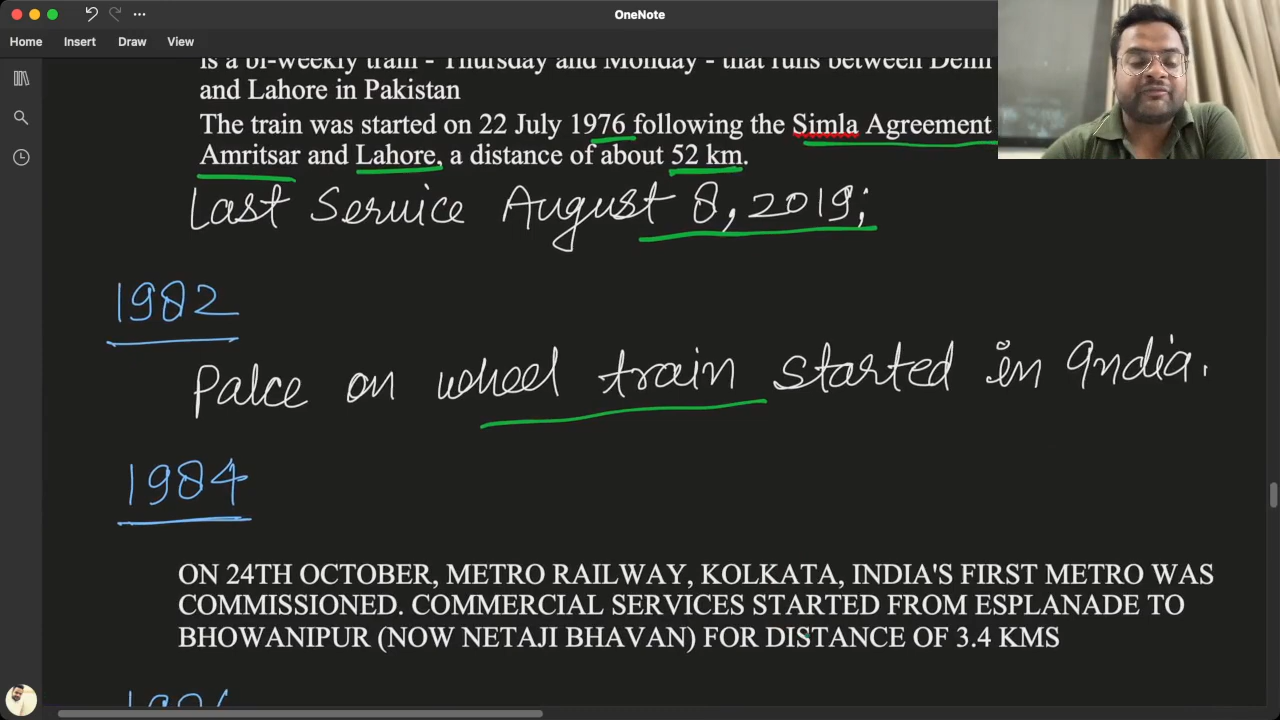 OneNote
Home Insert Draw View
is a bi-weekly train - Thursday and Monday - that runs between Delhi
and Lahore in Pakistan
The train was started on 22 July 1976 following the Simla Agreement
Amritsar and Lahore, a distance of about 52 km.
Last Service August 8, 2019;
1982
Palce on wheel train started in India.
1984
ON 24TH OCTOBER, METRO RAILWAY, KOLKATA, INDIA'S FIRST METRO WAS
COMMISSIONED. COMMERCIAL SERVICES STARTED FROM ESPLANADE TO
BHOWANIPUR (NOW NETAJI BHAVAN) FOR DISTANCE OF 3.4 KMS